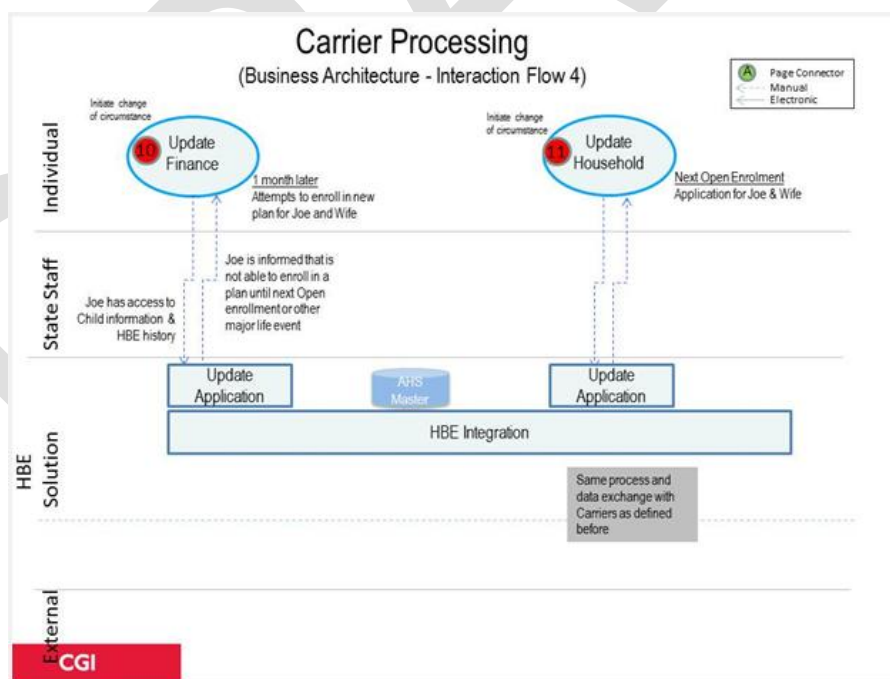 Carrier Processing
(Business Architecture - Interaction Flow 4)
A Page Connector
Manual
Electronic
Individual
Initiate change
of circumstance
10
Update
Finance
1 month later
Attempts to enroll in new
plan for Joe and Wife
Initiate change
of circumstance
11
Update
Household
Next Open Enrolment
Application for Joe & Wife
State Staff
Joe has access to
Child information &
HBE history
Joe is informed that is
not able to enroll in a
plan until next Open
enrollment or other
major life event
HBE
Solution
Update
Application
AHS
Master
Update
Application
HBE Integration
Same process and
data exchange with
Carriers as defined
before
External
CGI